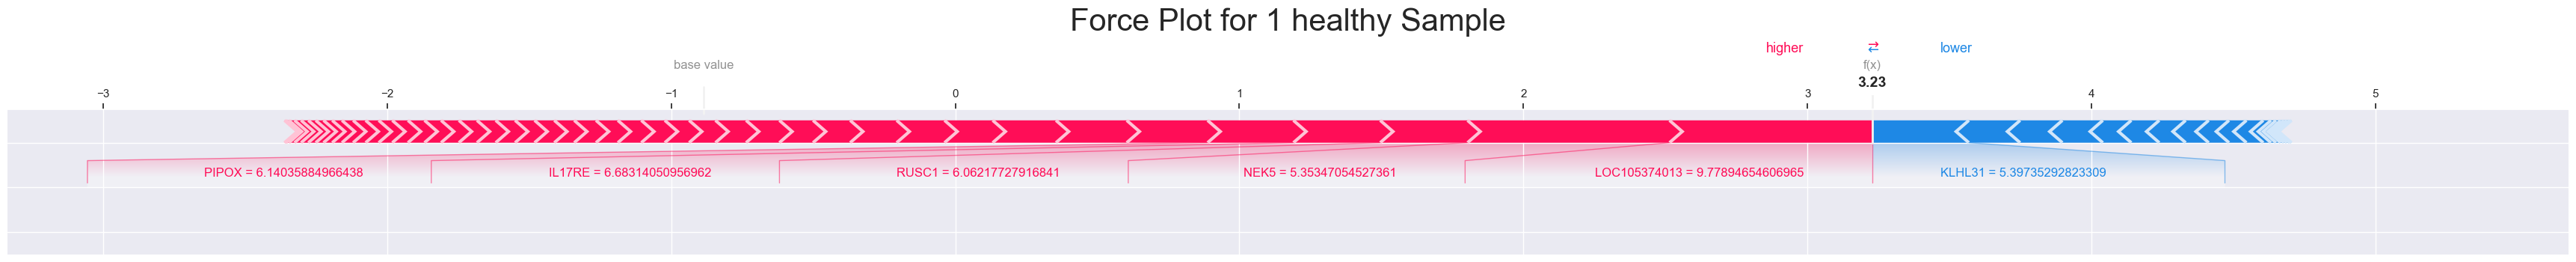 Force Plot for 1 healthy Sample
higher ⇄ lower
base value f(x)
3.23
−3 −2 −1 0 1 2 3 4 5
PIPOX = 6.14035884966438 IL17RE = 6.68314050956962 RUSC1 = 6.06217727916841 NEK5 = 5.35347054527361 LOC105374013 = 9.77894654606965 KLHL31 = 5.39735292823309